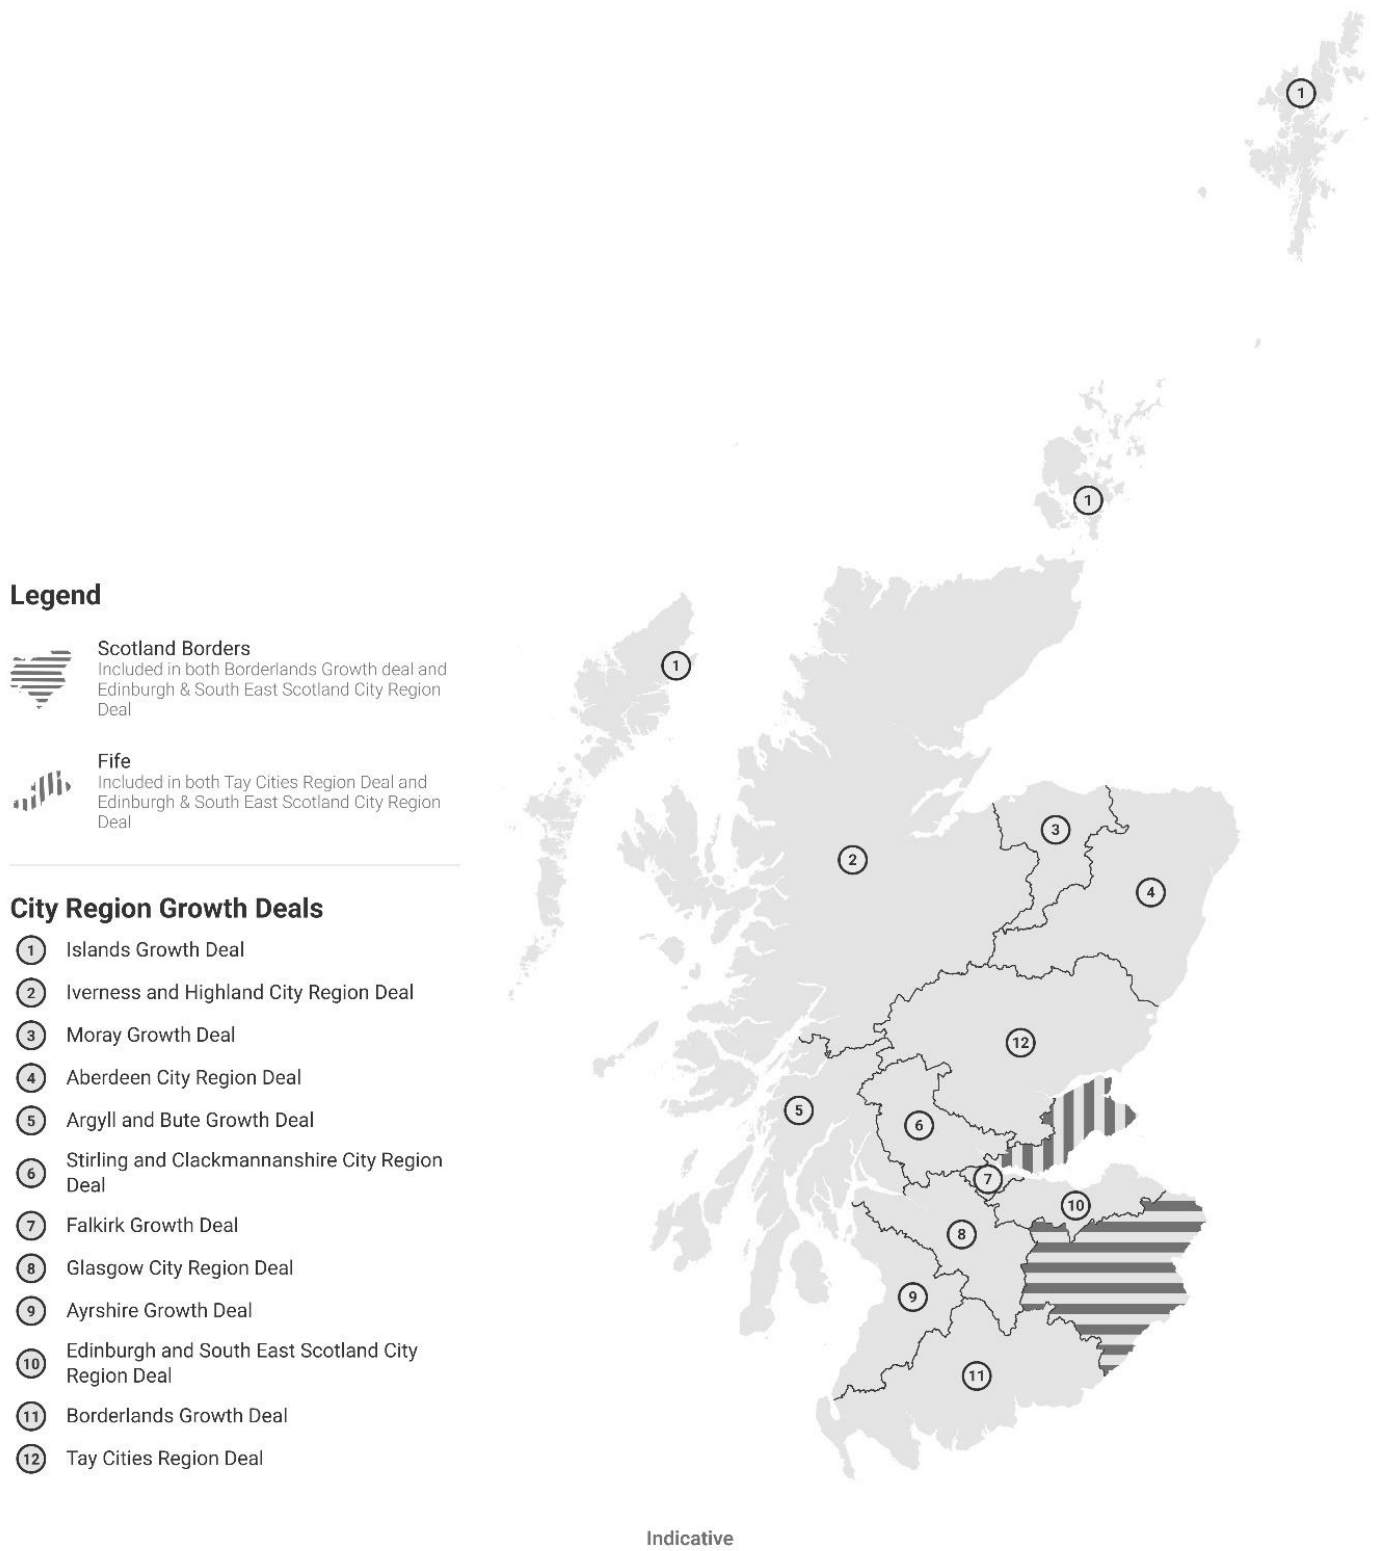 1
1
1
Legend
Scotland Borders
Included in both Borderlands Growth deal and
Edinburgh & South East Scotland City Region
Deal
Fife
Included in both Tay Cities Region Deal and
Edinburgh & South East Scotland City Region
Deal
2
3
4
12
5
6
7
10
8
9
11
City Region Growth Deals
1 Islands Growth Deal
2 Iverness and Highland City Region Deal
3 Moray Growth Deal
4 Aberdeen City Region Deal
5 Argyll and Bute Growth Deal
6 Stirling and Clackmannanshire City Region
Deal
7 Falkirk Growth Deal
8 Glasgow City Region Deal
9 Ayrshire Growth Deal
10 Edinburgh and South East Scotland City
Region Deal
11 Borderlands Growth Deal
12 Tay Cities Region Deal
Indicative